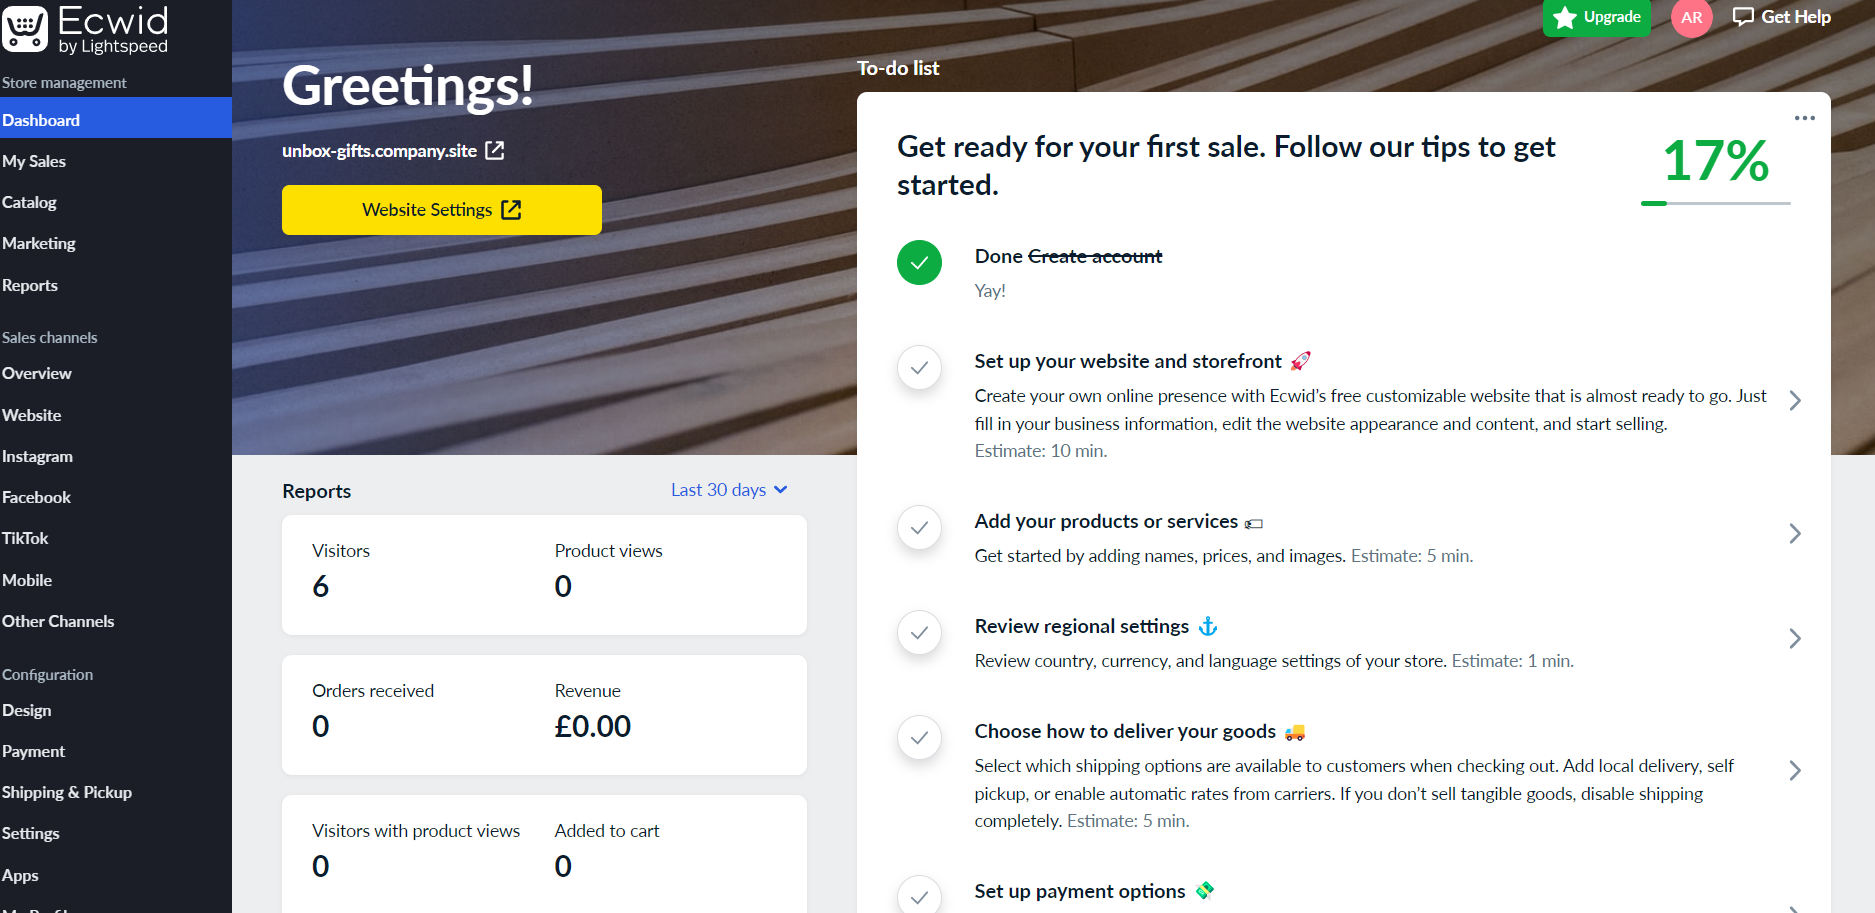 Ecwid
by Lightspeed
Store management
Dashboard
My Sales
Catalog
Marketing
Reports
Sales channels
Overview
Website
Instagram
Facebook
TikTok
Mobile
Other Channels
Configuration
Design
Payment
Shipping & Pickup
Settings
Apps
Upgrade
AR
Get Help
Greetings!
unbox-gifts.company.site
Website Settings
Reports
Last 30 days
Visitors
6
Product views
0
Orders received
0
Revenue
£0.00
Visitors with product views
0
Added to cart
0
To-do list
Get ready for your first sale. Follow our tips to get
started.
17%
Done Create account
Yay!
Set up your website and storefront 🚀
Create your own online presence with Ecwid’s free customizable website that is almost ready to go. Just
fill in your business information, edit the website appearance and content, and start selling.
Estimate: 10 min.
Add your products or services 🏷
Get started by adding names, prices, and images. Estimate: 5 min.
Review regional settings ⚓
Review country, currency, and language settings of your store. Estimate: 1 min.
Choose how to deliver your goods 🚚
Select which shipping options are available to customers when checking out. Add local delivery, self
pickup, or enable automatic rates from carriers. If you don’t sell tangible goods, disable shipping
completely. Estimate: 5 min.
Set up payment options 💸